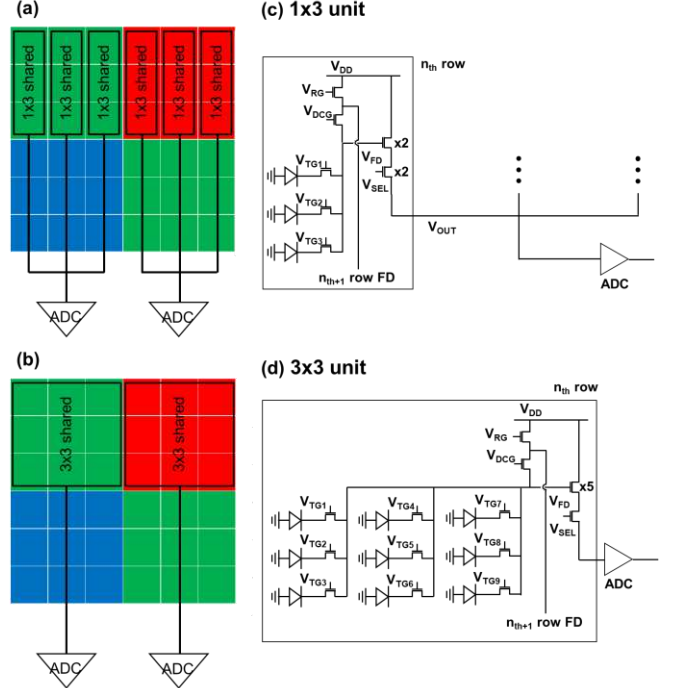 (a)
1x3 shared
1x3 shared
1x3 shared
1x3 shared
1x3 shared
1x3 shared
ADC
ADC
(b)
3x3 shared
3x3 shared
ADC
ADC
(c) 1x3 unit
nth row
VDD
VRG
VDCG
x2
VFD
x2
VSEL
VTG1
VTG2
VTG3
VOUT
nth+1 row FD
ADC
(d) 3x3 unit
nth row
VDD
VRG
VDCG
x5
VFD
VSEL
VTG1 VTG4 VTG7
VTG2 VTG5 VTG8
VTG3 VTG6 VTG9
ADC
nth+1 row FD